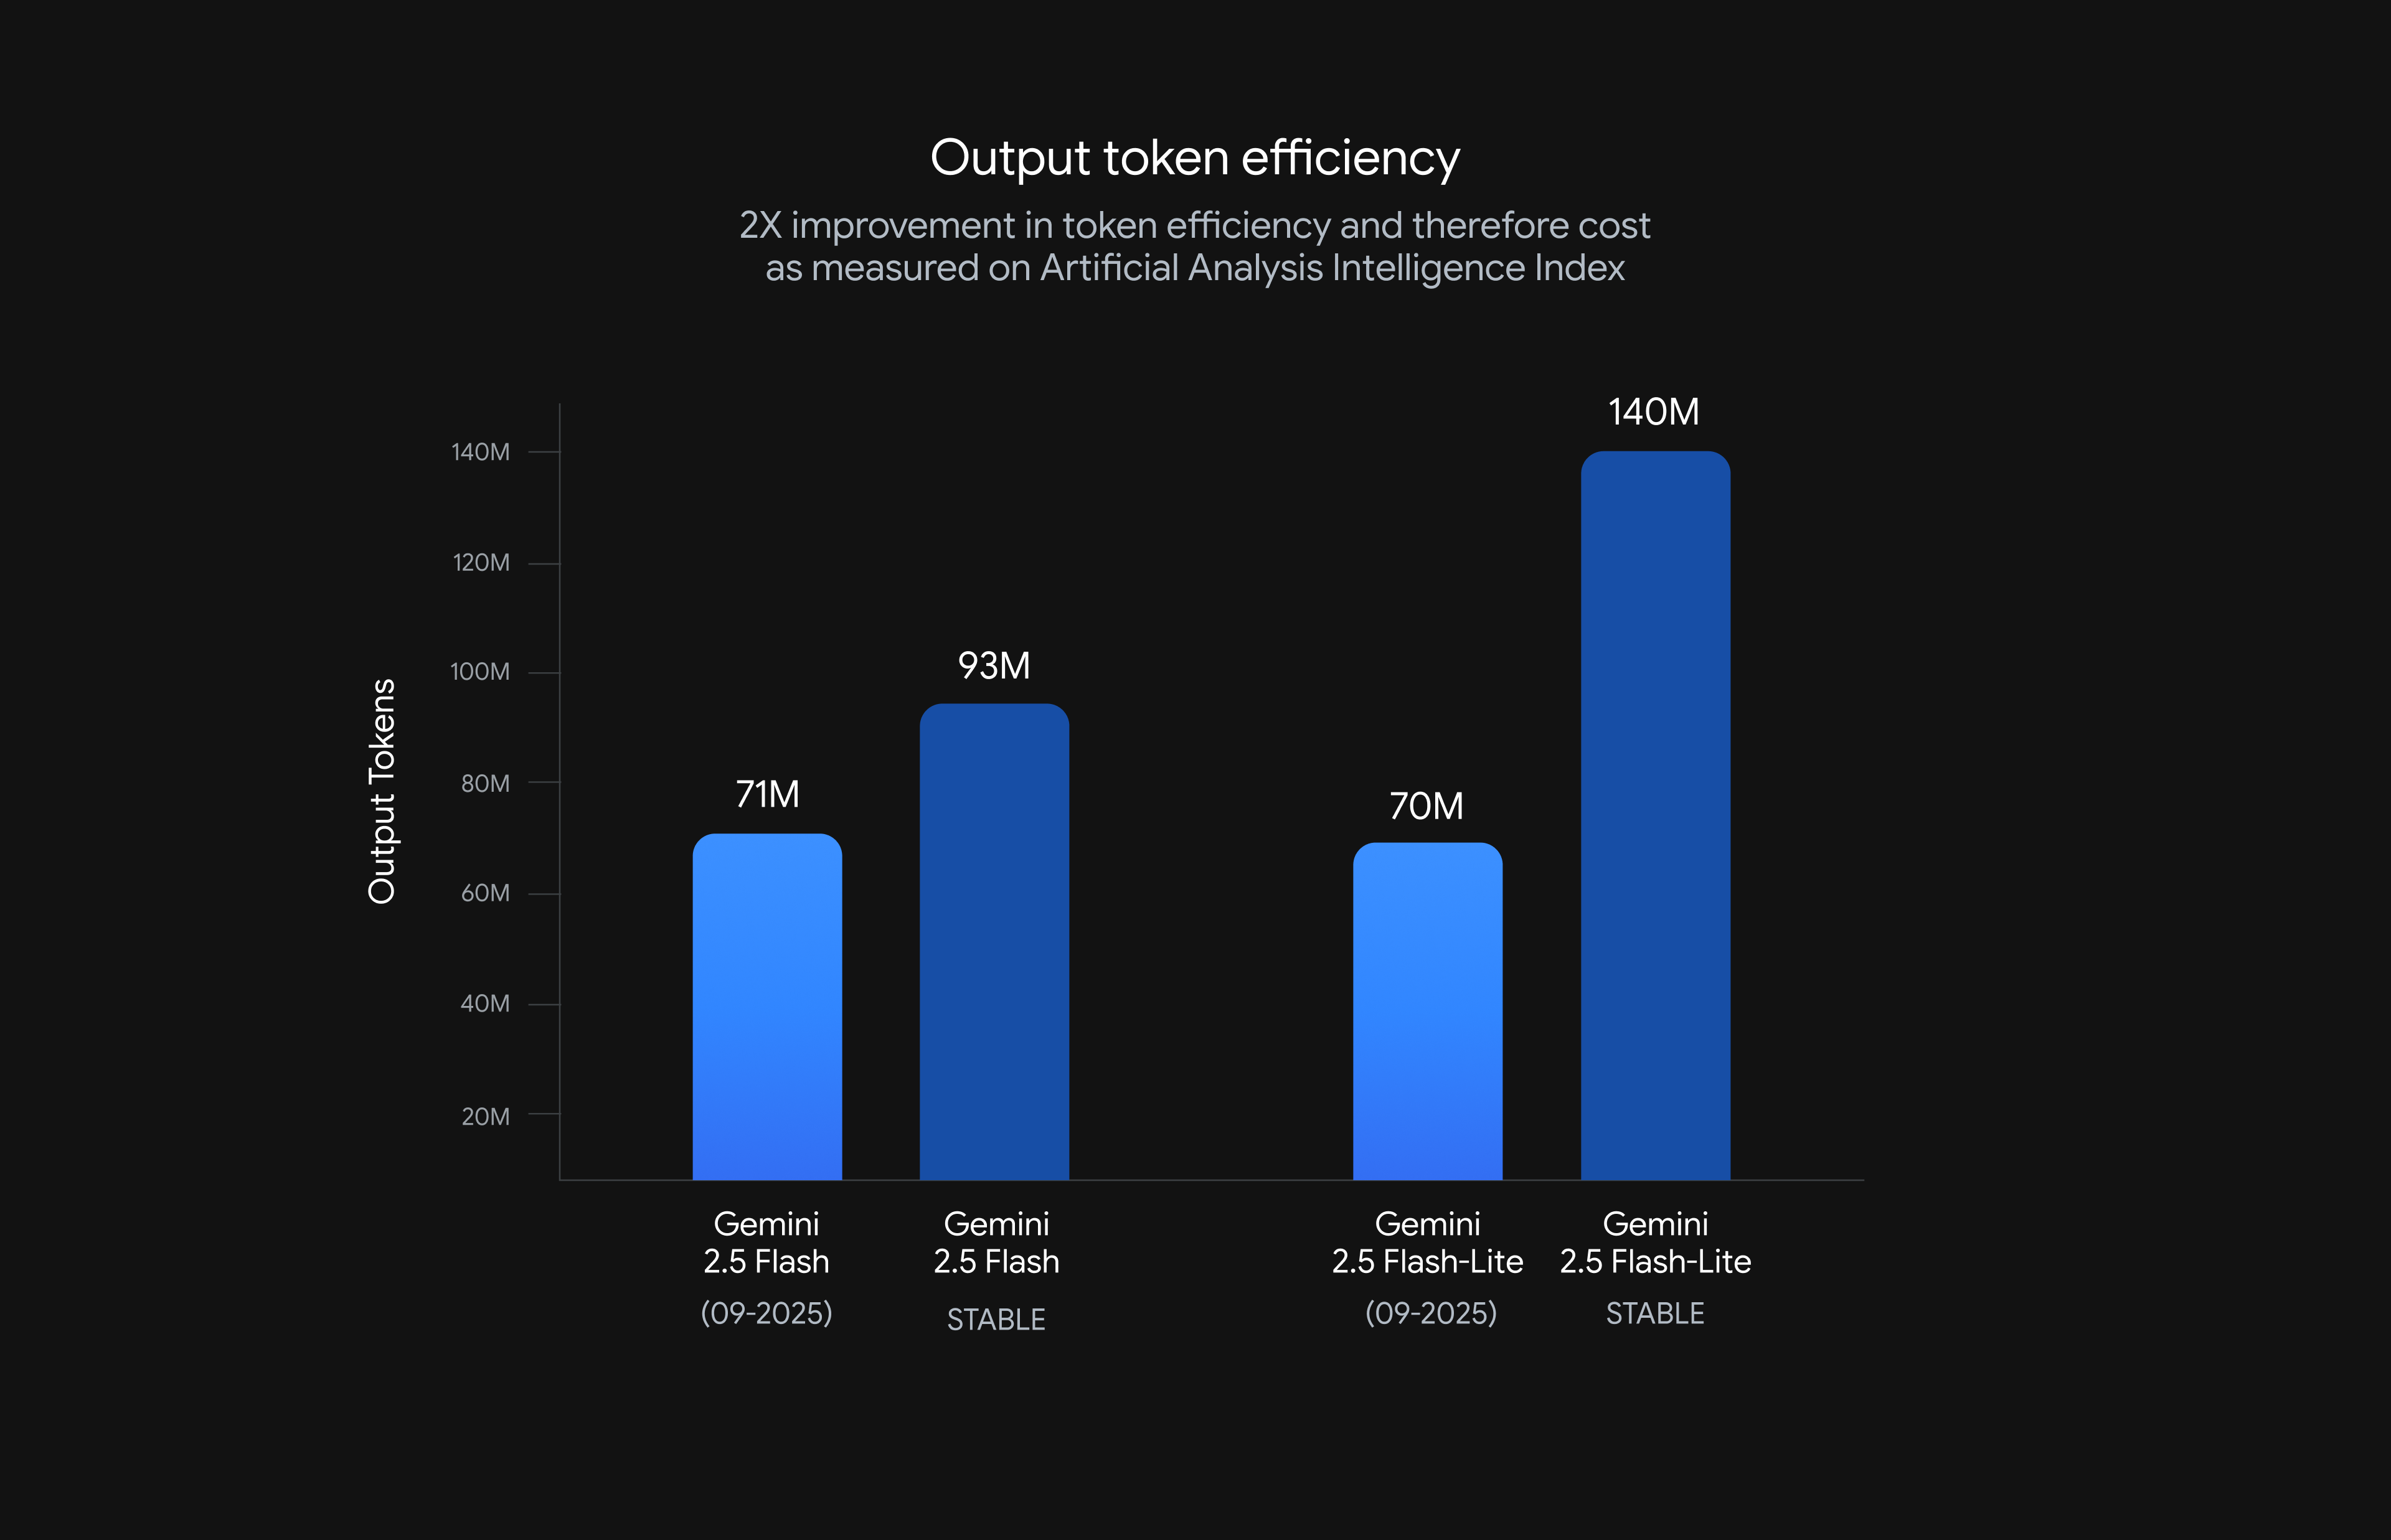 Output token efficiency
2X improvement in token efficiency and therefore cost
as measured on Artificial Analysis Intelligence Index
Output Tokens
140M
120M
100M
80M
60M
40M
20M
71M
93M
70M
140M
Gemini
2.5 Flash
(09-2025)
Gemini
2.5 Flash
STABLE
Gemini
2.5 Flash-Lite
(09-2025)
Gemini
2.5 Flash-Lite
STABLE